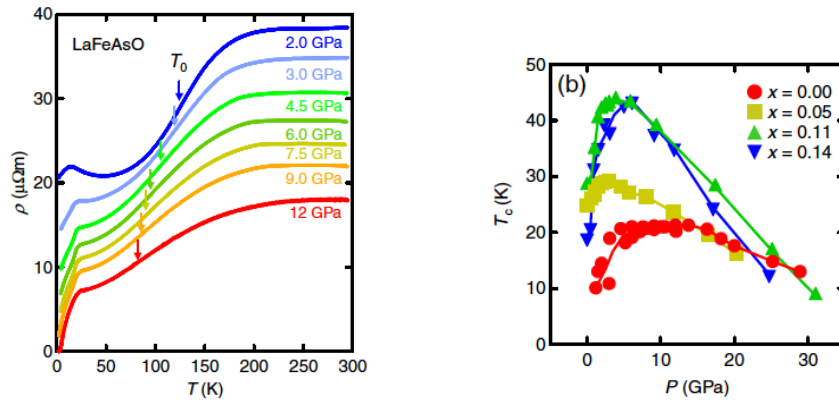 40
30
20
10
0
ρ (μΩm)
LaFeAsO
T0
2.0 GPa
3.0 GPa
4.5 GPa
6.0 GPa
7.5 GPa
9.0 GPa
12 GPa
0 50 100 150 200 250 300
T (K)
(b)
50
40
30
20
10
0
Tc (K)
x = 0.00
x = 0.05
x = 0.11
x = 0.14
0 10 20 30
P (GPa)